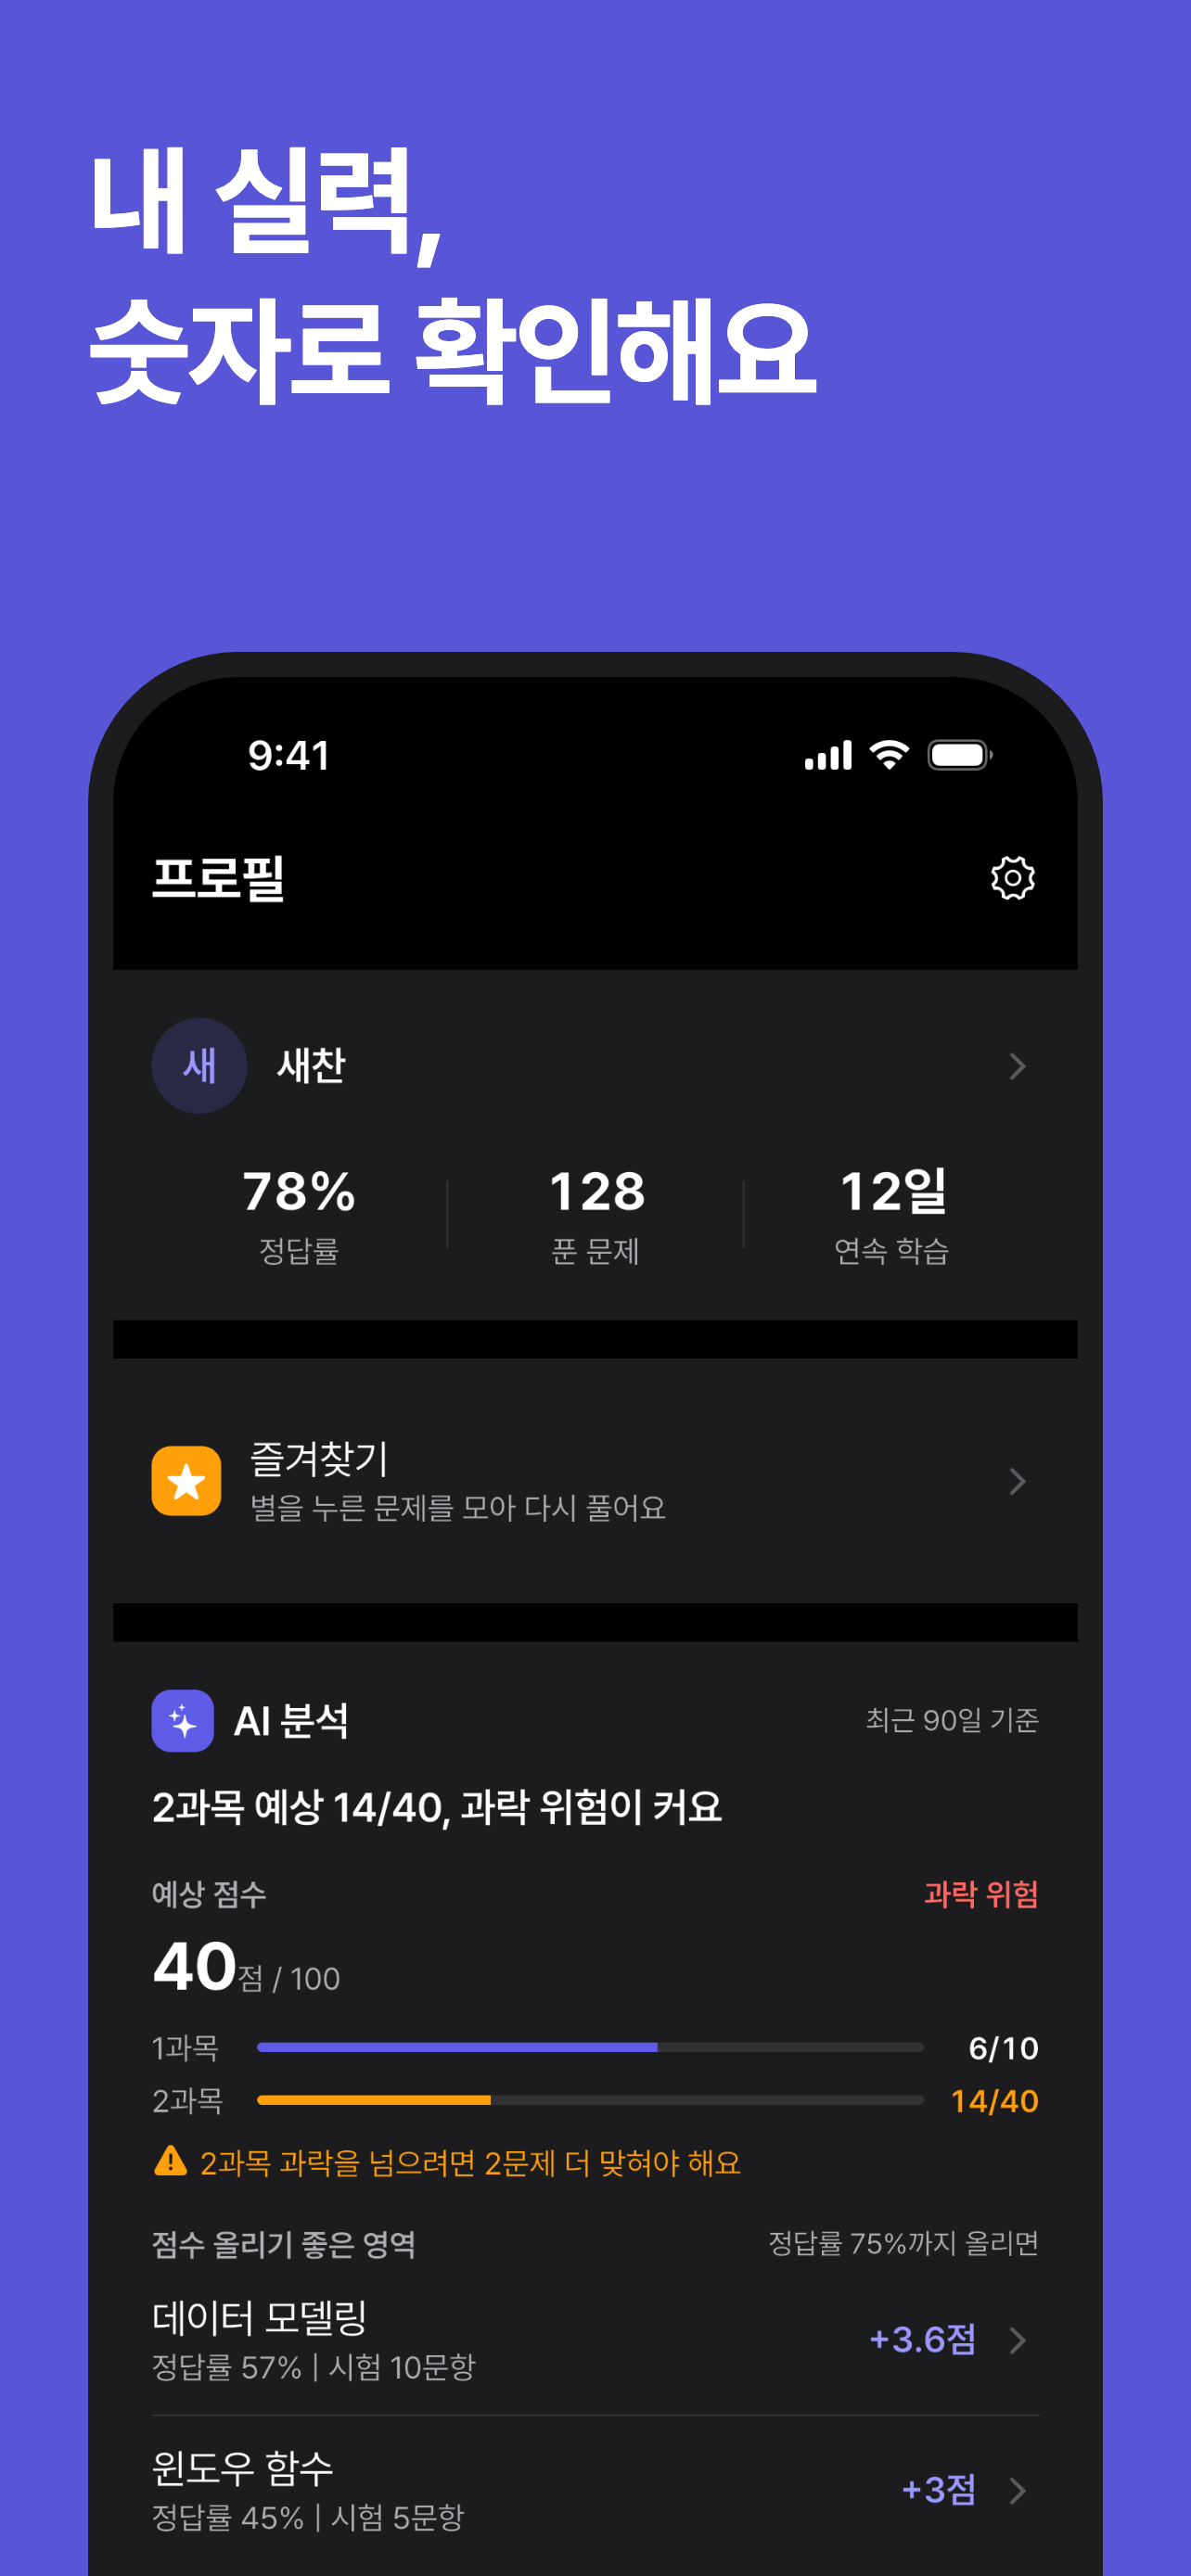 내 실력,
숫자로 확인해요
9:41
프로필
새 새찬
78% 128 12일
정답률 푼 문제 연속 학습
즐겨찾기
별을 누른 문제를 모아 다시 풀어요
AI 분석 최근 90일 기준
2과목 예상 14/40, 과락 위험이 커요
예상 점수 과락 위험
40점 / 100
1과목 6/10
2과목 14/40
2과목 과락을 넘으려면 2문제 더 맞혀야 해요
점수 올리기 좋은 영역 정답률 75%까지 올리면
데이터 모델링
정답률 57% | 시험 10문항 +3.6점
윈도우 함수
정답률 45% | 시험 5문항 +3점